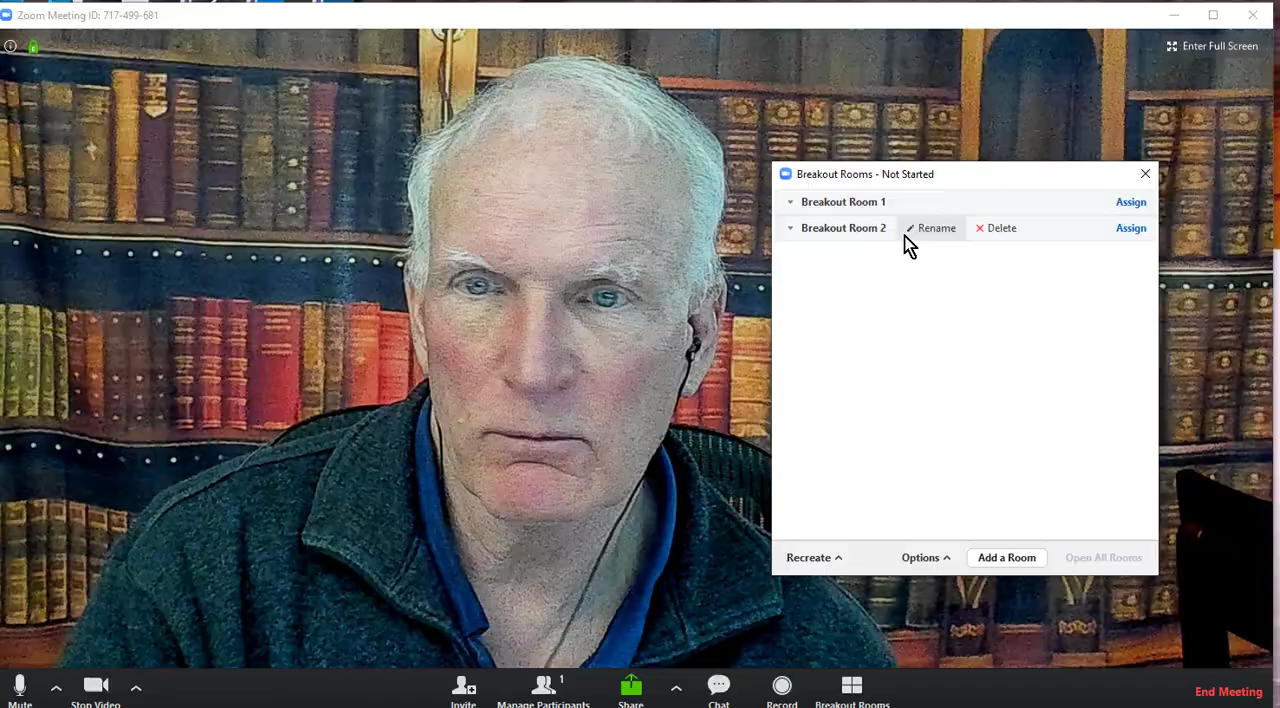 Zoom Meeting ID: 717-499-681
Enter Full Screen
Breakout Rooms - Not Started
Breakout Room 1 Assign
Breakout Room 2 Rename Delete Assign
Recreate Options Add a Room Open All Rooms
1
Mute Stop Video Invite Manage Participants Share Chat Record Breakout Rooms End Meeting